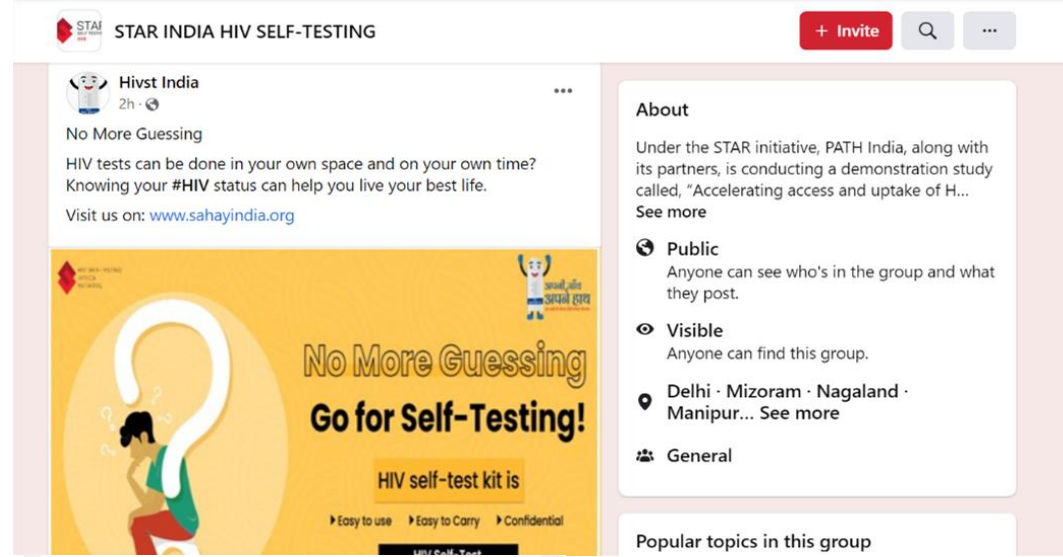 STAR INDIA HIV SELF-TESTING
+ Invite
Hivst India
2h
No More Guessing
HIV tests can be done in your own space and on your own time?
Knowing your #HIV status can help you live your best life.
Visit us on: www.sahayindia.org
अपनी जाँच
अपने हाथ
No More Guessing
Go for Self-Testing!
HIV self-test kit is
Easy to use Easy to Carry Confidential
HIV Self-Test
About
Under the STAR initiative, PATH India, along with
its partners, is conducting a demonstration study
called, “Accelerating access and uptake of H...
See more
Public
Anyone can see who's in the group and what
they post.
Visible
Anyone can find this group.
Delhi · Mizoram · Nagaland ·
Manipur... See more
General
Popular topics in this group